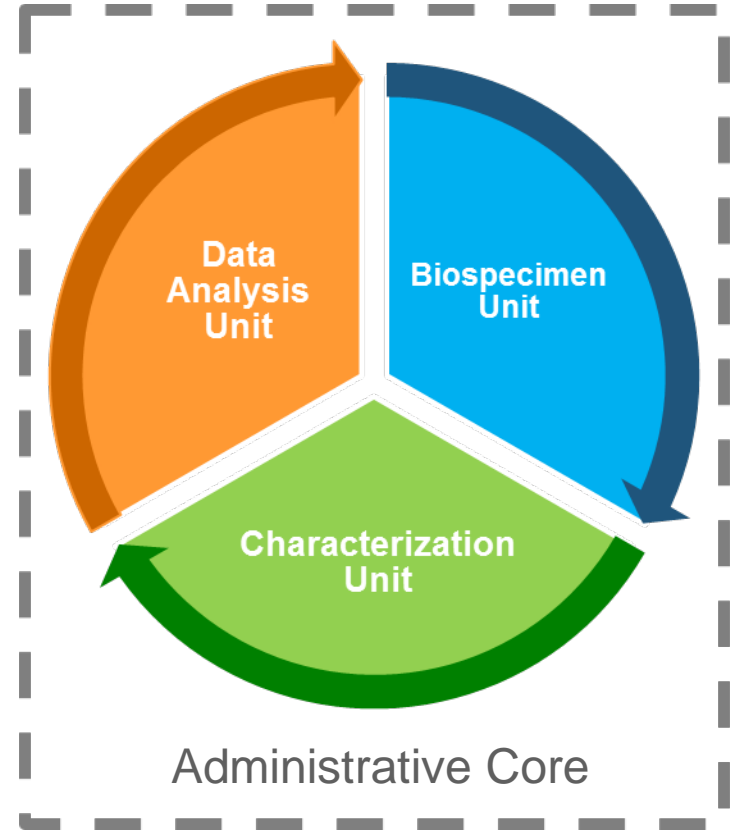 Data
Analysis
Unit
Biospecimen
Unit
Characterization
Unit
Administrative Core